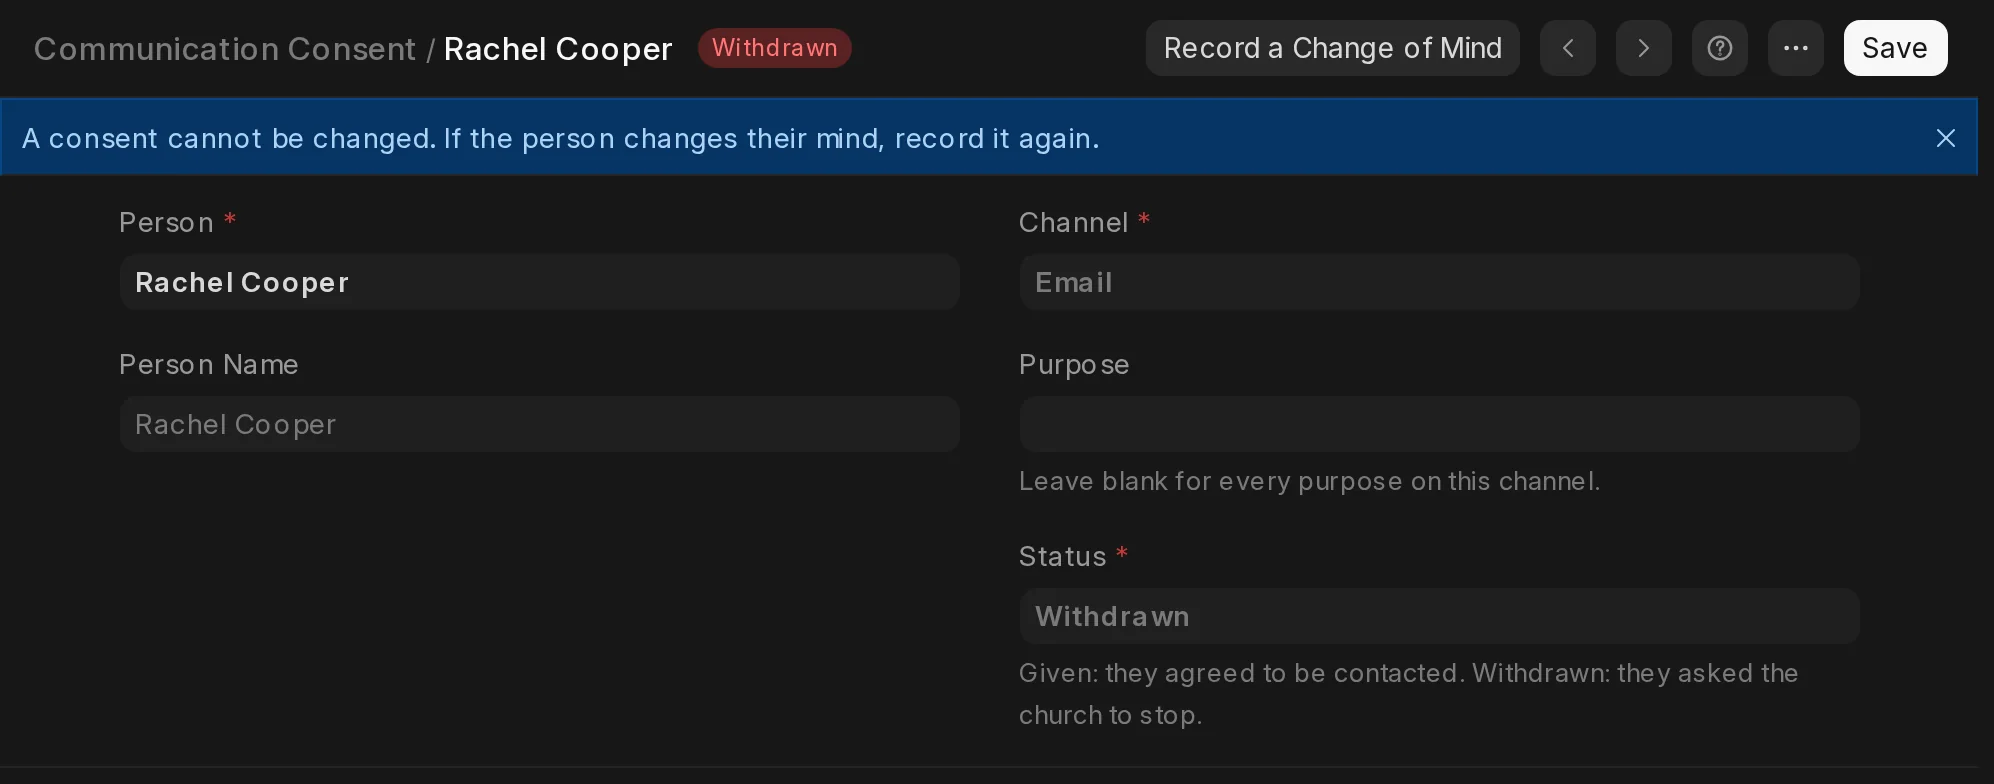 Communication Consent / Rachel Cooper Withdrawn Record a Change of Mind Save
A consent cannot be changed. If the person changes their mind, record it again.
Person *
Rachel Cooper
Person Name
Rachel Cooper
Channel *
Email
Purpose
Leave blank for every purpose on this channel.
Status *
Withdrawn
Given: they agreed to be contacted. Withdrawn: they asked the
church to stop.